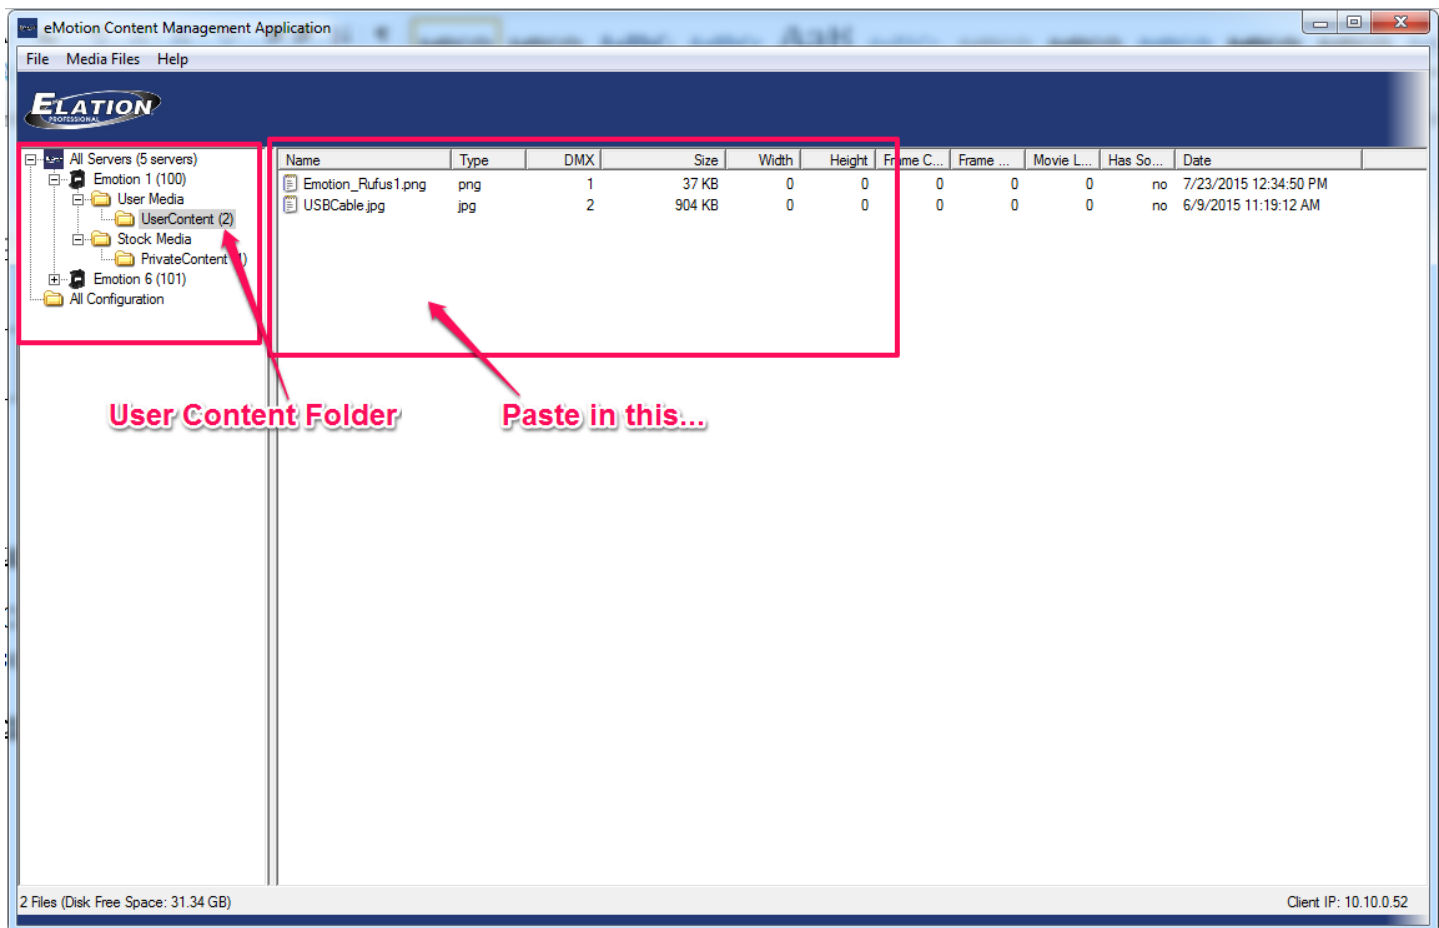 eMotion Content Management Application
File Media Files Help
ELATION
PROFESSIONAL
All Servers (5 servers)
Emotion 1 (100)
User Media
UserContent (2)
Stock Media
PrivateContent
Emotion 6 (101)
All Configuration
Name Type DMX Size Width Height Frame C... Frame ... Movie L... Has So... Date
Emotion_Rufus1.png png 1 37 KB 0 0 0 0 0 no 7/23/2015 12:34:50 PM
USBCable.jpg jpg 2 904 KB 0 0 0 0 0 no 6/9/2015 11:19:12 AM
User Content Folder
Paste in this...
2 Files (Disk Free Space: 31.34 GB)
Client IP: 10.10.0.52